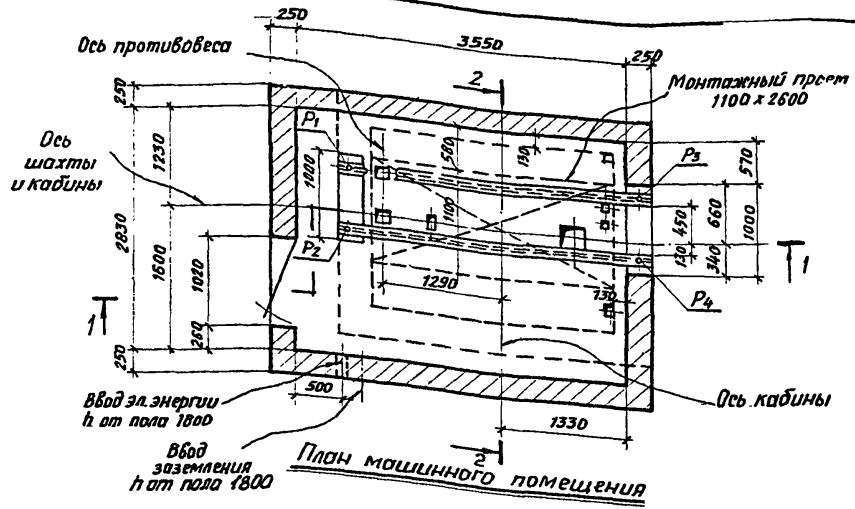 250
3550
250
Ось противовеса
2
Монтажный проем
1100 х 2600
250
Ось
шахты
и кабины
1230
P1
1000
580
130
P3
570
2830
1600
1020
260
250
P2
1100
1290
130
450
130
660
340
1000
P4
1
1
500
Ввод эл.энергии
h от пола 1800
Ввод
заземления
h от пола 1800
2
1330
Ось кабины
План машинного помещения